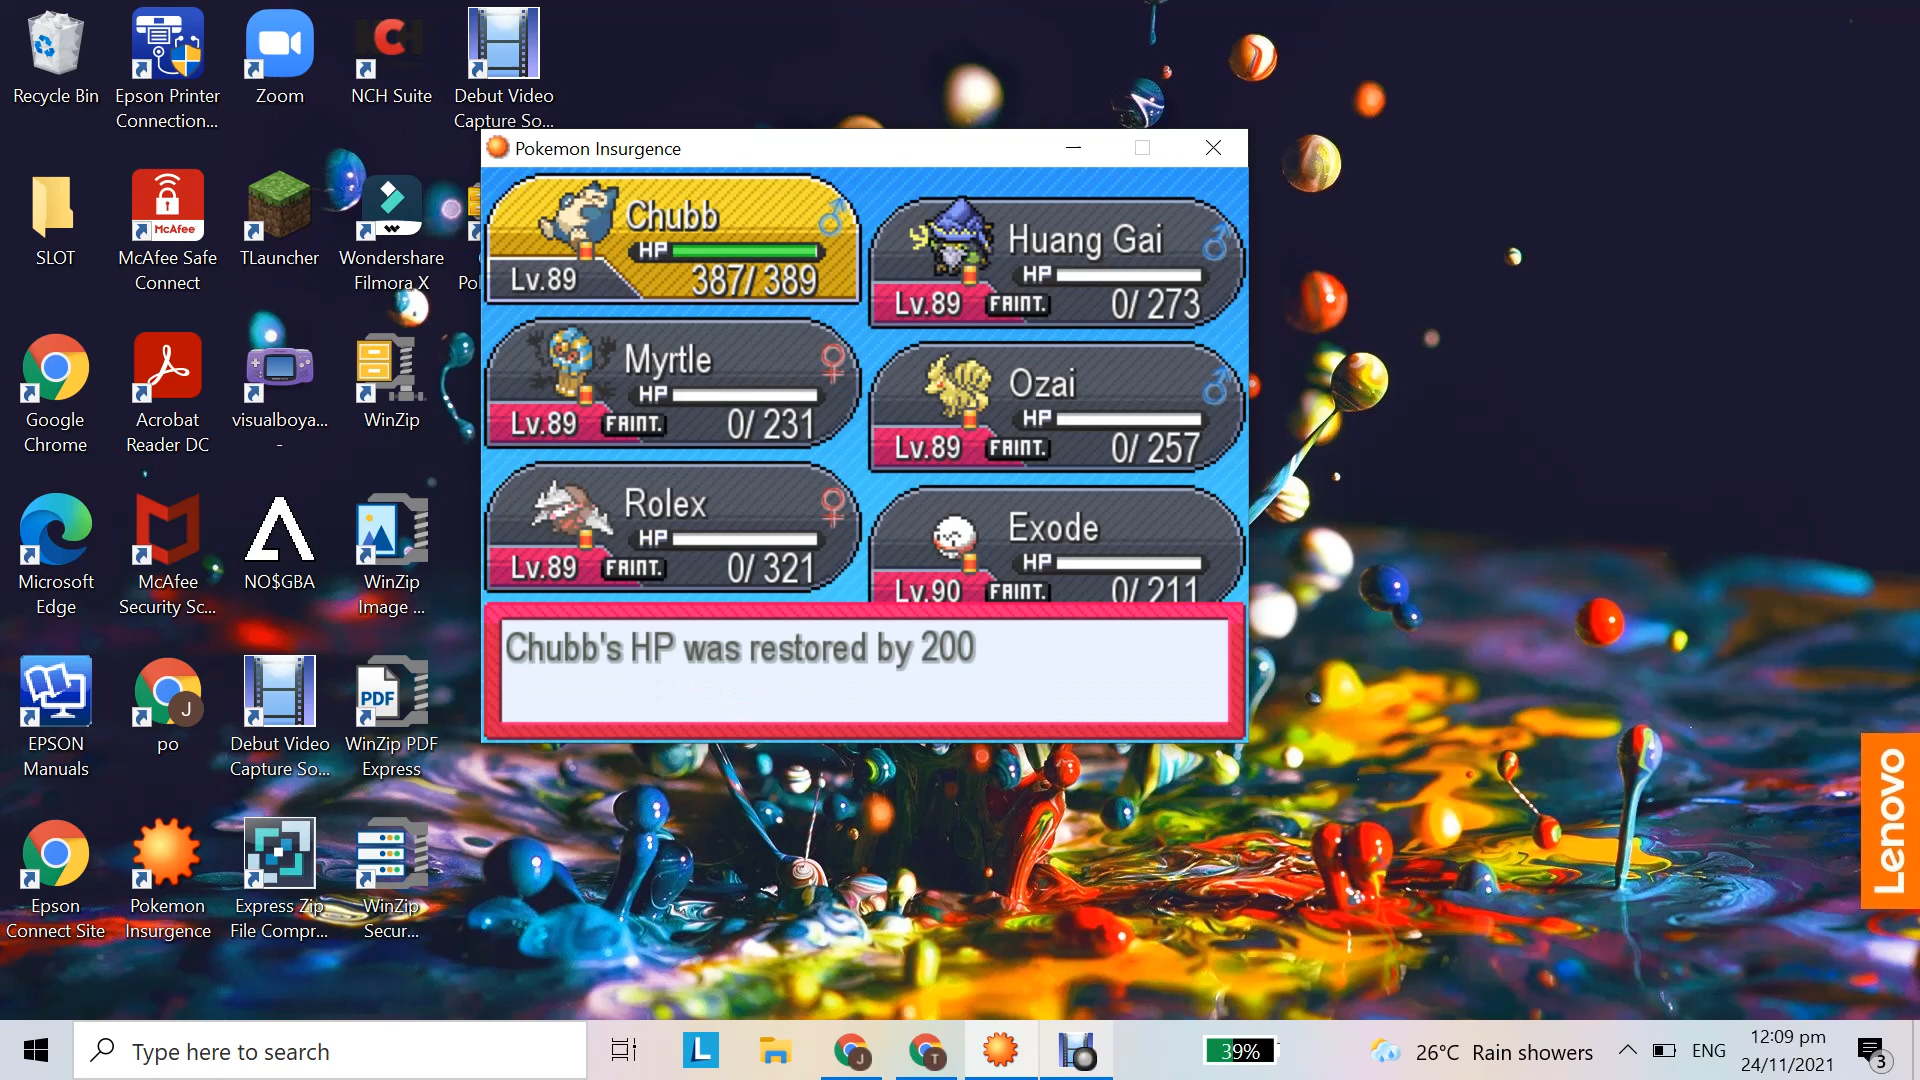 Recycle Bin
Epson Printer
Connection...
Zoom
NCH Suite
Debut Video
Capture So...
SLOT
McAfee
McAfee Safe
Connect
TLauncher
Wondershare
Filmora X
Pol
Google
Chrome
Acrobat
Reader DC
visualboya...
-
WinZip
Microsoft
Edge
McAfee
Security Sc...
NO$GBA
WinZip
Image ...
EPSON
Manuals
J
po
Debut Video
Capture So...
PDF
WinZip PDF
Express
Epson
Connect Site
Pokemon
Insurgence
Express Zip
File Compr...
WinZip
Secur...
Pokemon Insurgence
Chubb
HP
Lv.89
387/389
Huang Gai
HP
Lv.89 FAINT. 0/273
Myrtle
HP
Lv.89 FAINT. 0/231
Ozai
HP
Lv.89 FAINT. 0/257
Rolex
HP
Lv.89 FAINT. 0/321
Exode
HP
Lv.90 FAINT. 0/211
Chubb's HP was restored by 200
Lenovo
Type here to search
L
J
T
39%
26°C Rain showers
ENG
12:09 pm
24/11/2021
3